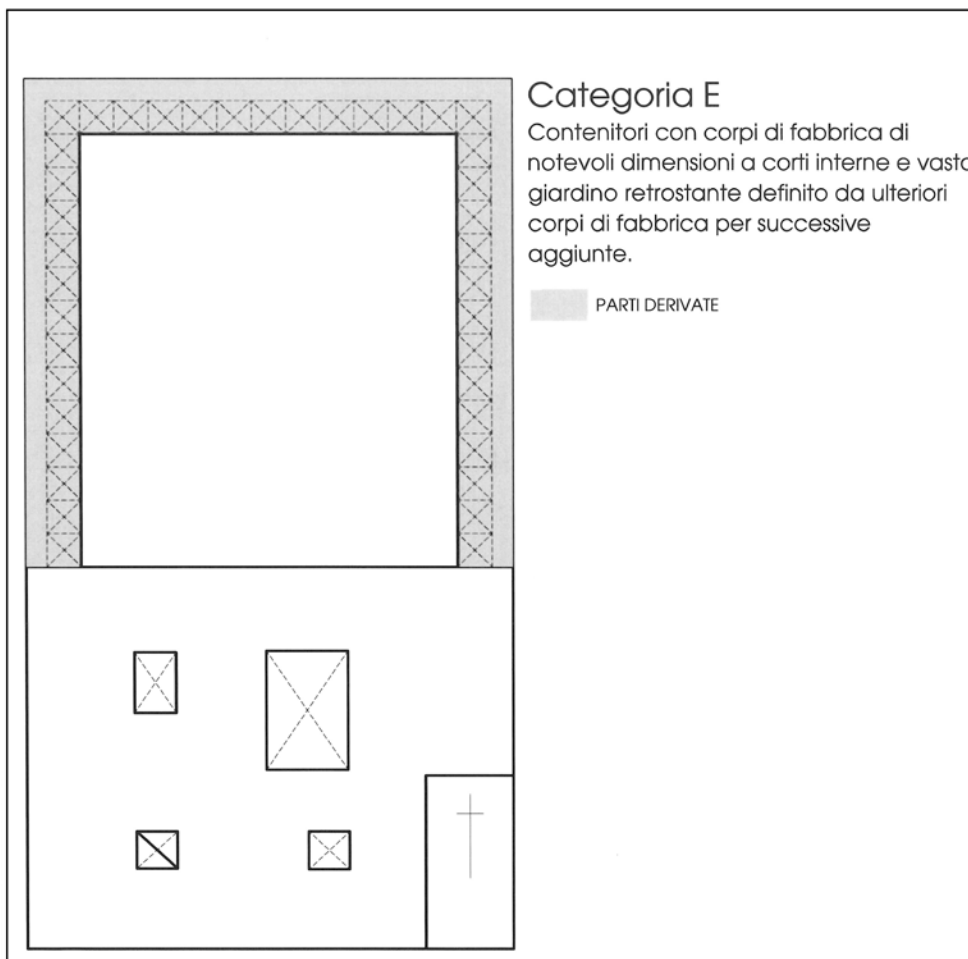 Categoria E
Contenitori con corpi di fabbrica di
notevoli dimensioni a corti interne e vasto
giardino retrostante definito da ulteriori
corpi di fabbrica per successive
aggiunte.
PARTI DERIVATE